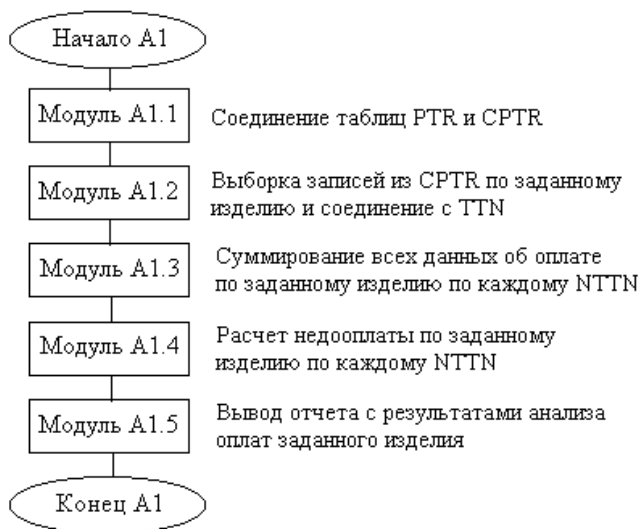 Начало А1
Модуль А1.1
Соединение таблиц PTR и CPTR
Модуль А1.2
Выборка записей из CPTR по заданному
изделию и соединение с TTN
Модуль А1.3
Суммирование всех данных об оплате
по заданному изделию по каждому NTTN
Модуль А1.4
Расчет недооплаты по заданному
изделию по каждому NTTN
Модуль А1.5
Вывод отчета с результатами анализа
оплат заданного изделия
Конец А1